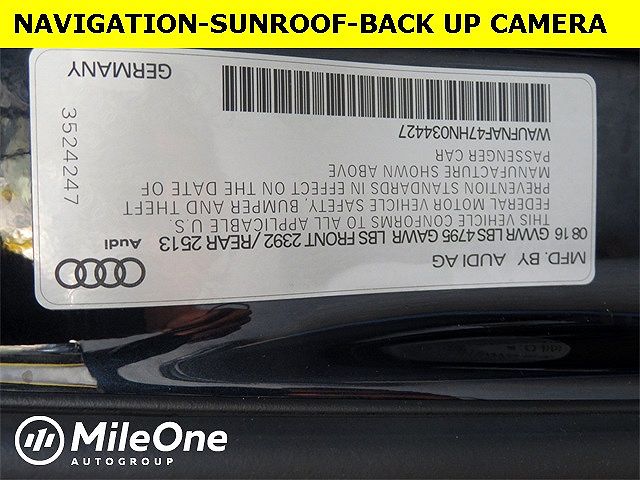 NAVIGATION-SUNROOF-BACK UP CAMERA
MFD. BY AUDI AG
08 16 GVWR LBS 4795 GAWR LBS FRONT 2392 / REAR 2513
THIS VEHICLE CONFORMS TO ALL APPLICABLE U.S.
FEDERAL MOTOR VEHICLE SAFETY, BUMPER AND THEFT
PREVENTION STANDARDS IN EFFECT ON THE DATE OF
MANUFACTURE SHOWN ABOVE
PASSENGER CAR
WAUFNAF47HN034427
GERMANY
Audi
3524247
MileOne
AUTOGROUP